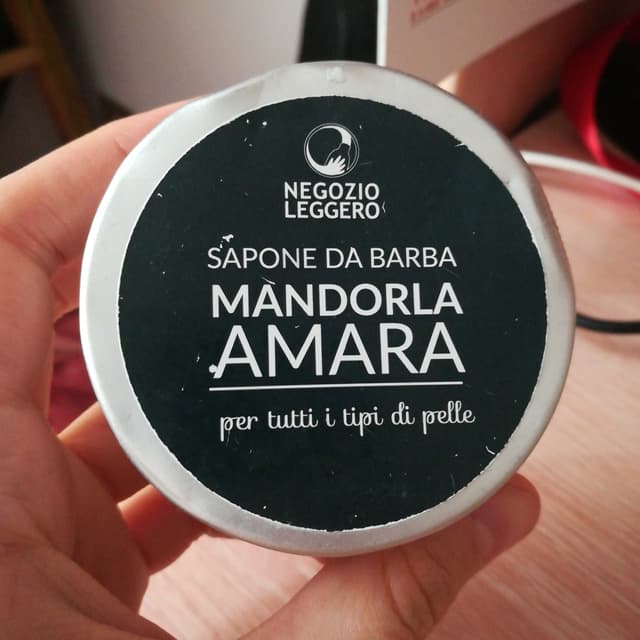 NEGOZIO
LEGGERO
SAPONE DA BARBA
MANDORLA
AMARA
per tutti i tipi di pelle